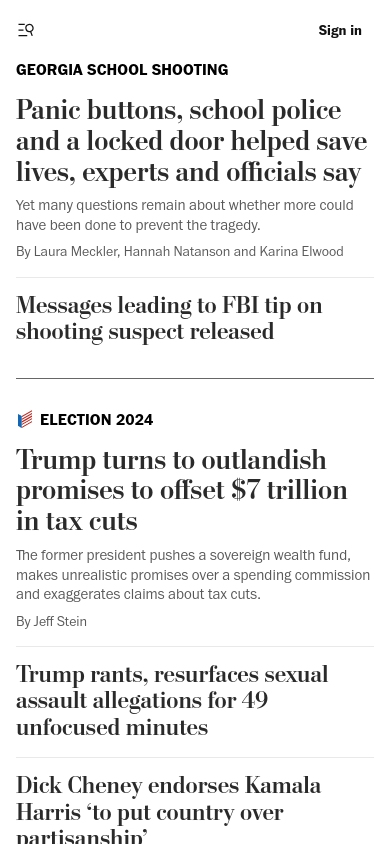 Sign in
GEORGIA SCHOOL SHOOTING
Panic buttons, school police
and a locked door helped save
lives, experts and officials say
Yet many questions remain about whether more could
have been done to prevent the tragedy.
By Laura Meckler, Hannah Natanson and Karina Elwood
Messages leading to FBI tip on
shooting suspect released
ELECTION 2024
Trump turns to outlandish
promises to offset $7 trillion
in tax cuts
The former president pushes a sovereign wealth fund,
makes unrealistic promises over a spending commission
and exaggerates claims about tax cuts.
By Jeff Stein
Trump rants, resurfaces sexual
assault allegations for 49
unfocused minutes
Dick Cheney endorses Kamala
Harris ‘to put country over
partisanship’